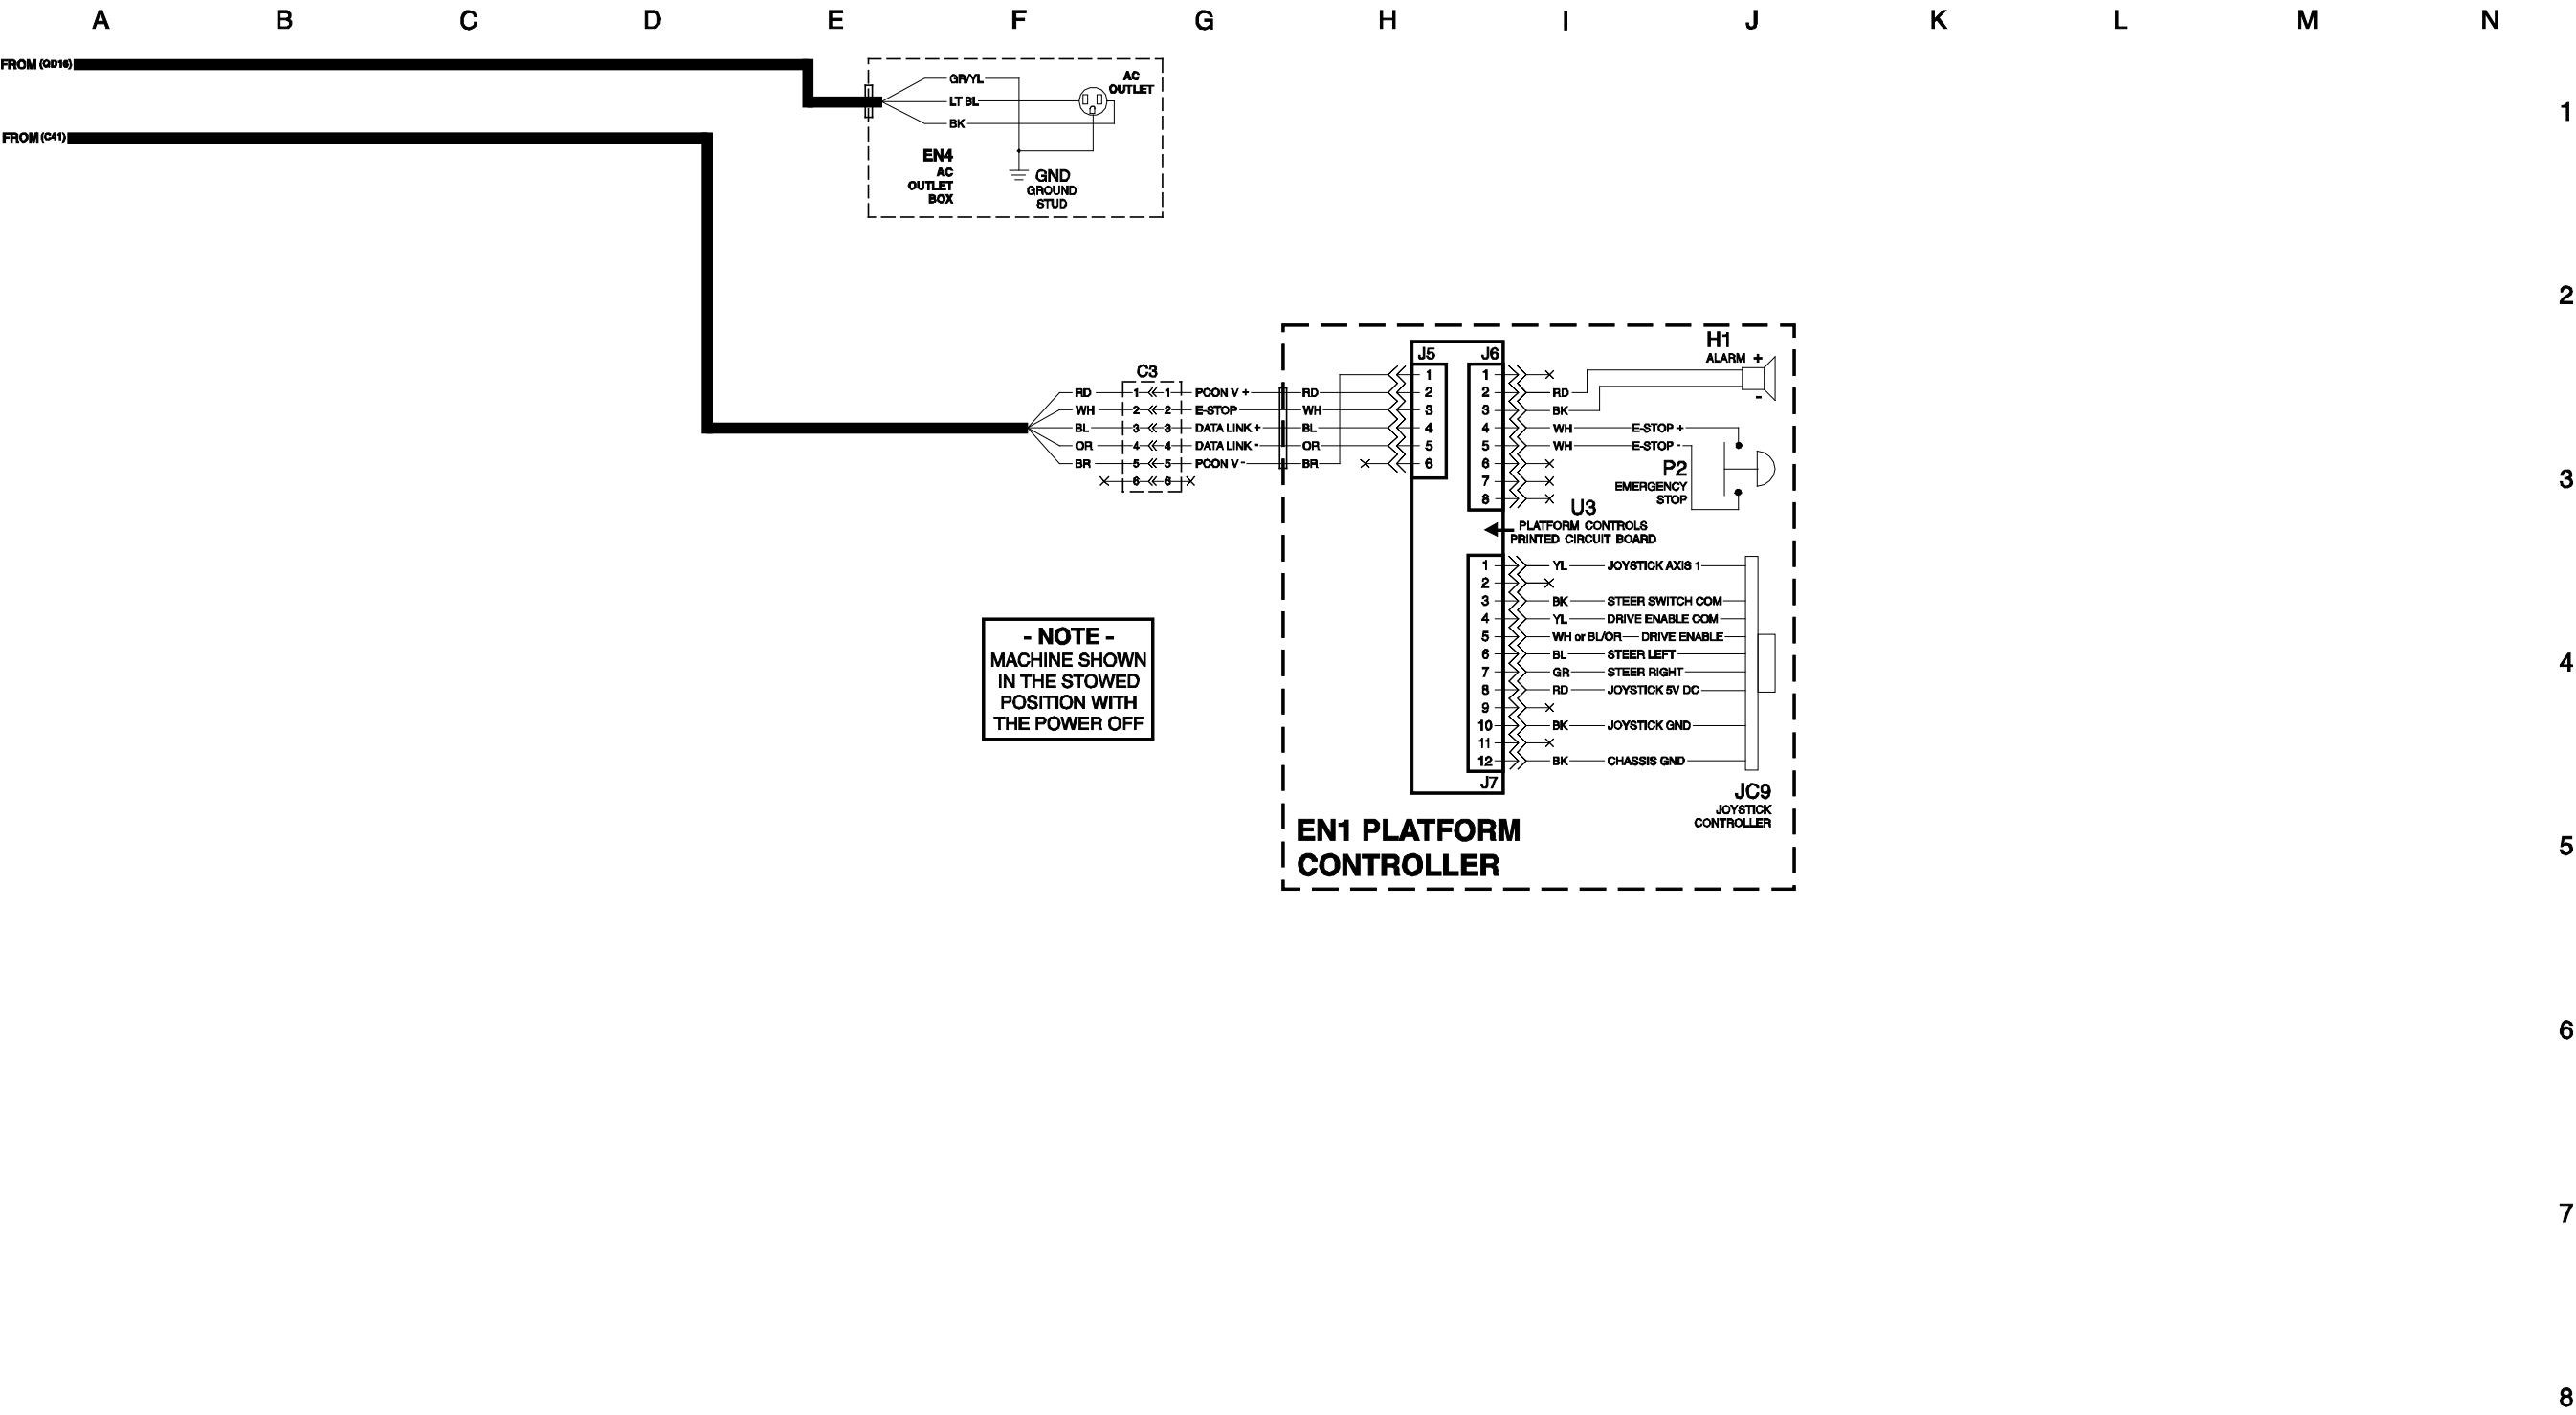 A B C D E F G H I J K L M N
FROM (QD16)
FROM (C41)
1
2
3
4
5
6
7
8
GR/YL
LT BL
BK
AC
OUTLET
EN4
AC
OUTLET
BOX
GND
GROUND
STUD
C3
RD 1 1 PCON V + RD
WH 2 2 E-STOP WH
BL 3 3 DATA LINK + BL
OR 4 4 DATA LINK - OR
BR 5 5 PCON V - BR
6 6
J5
1
2
3
4
5
6
J6
1
2 RD
3 BK
4 WH E-STOP +
5 WH E-STOP -
6
7
8
H1
ALARM +
-
P2
EMERGENCY
STOP
U3
PLATFORM CONTROLS
PRINTED CIRCUIT BOARD
1 YL JOYSTICK AXIS 1
2
3 BK STEER SWITCH COM
4 YL DRIVE ENABLE COM
5 WH or BL/OR DRIVE ENABLE
6 BL STEER LEFT
7 GR STEER RIGHT
8 RD JOYSTICK 5V DC
9
10 BK JOYSTICK GND
11
12 BK CHASSIS GND
J7
JC9
JOYSTICK
CONTROLLER
EN1 PLATFORM
CONTROLLER
- NOTE -
MACHINE SHOWN
IN THE STOWED
POSITION WITH
THE POWER OFF